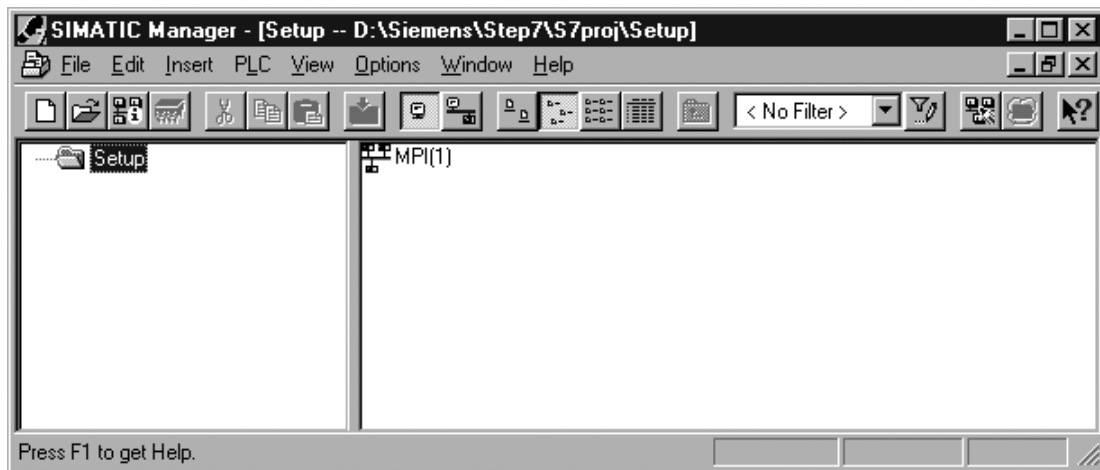 SIMATIC Manager - [Setup -- D:\Siemens\Step7\S7proj\Setup]
File Edit Insert PLC View Options Window Help
< No Filter >
Setup
MPI(1)
Press F1 to get Help.